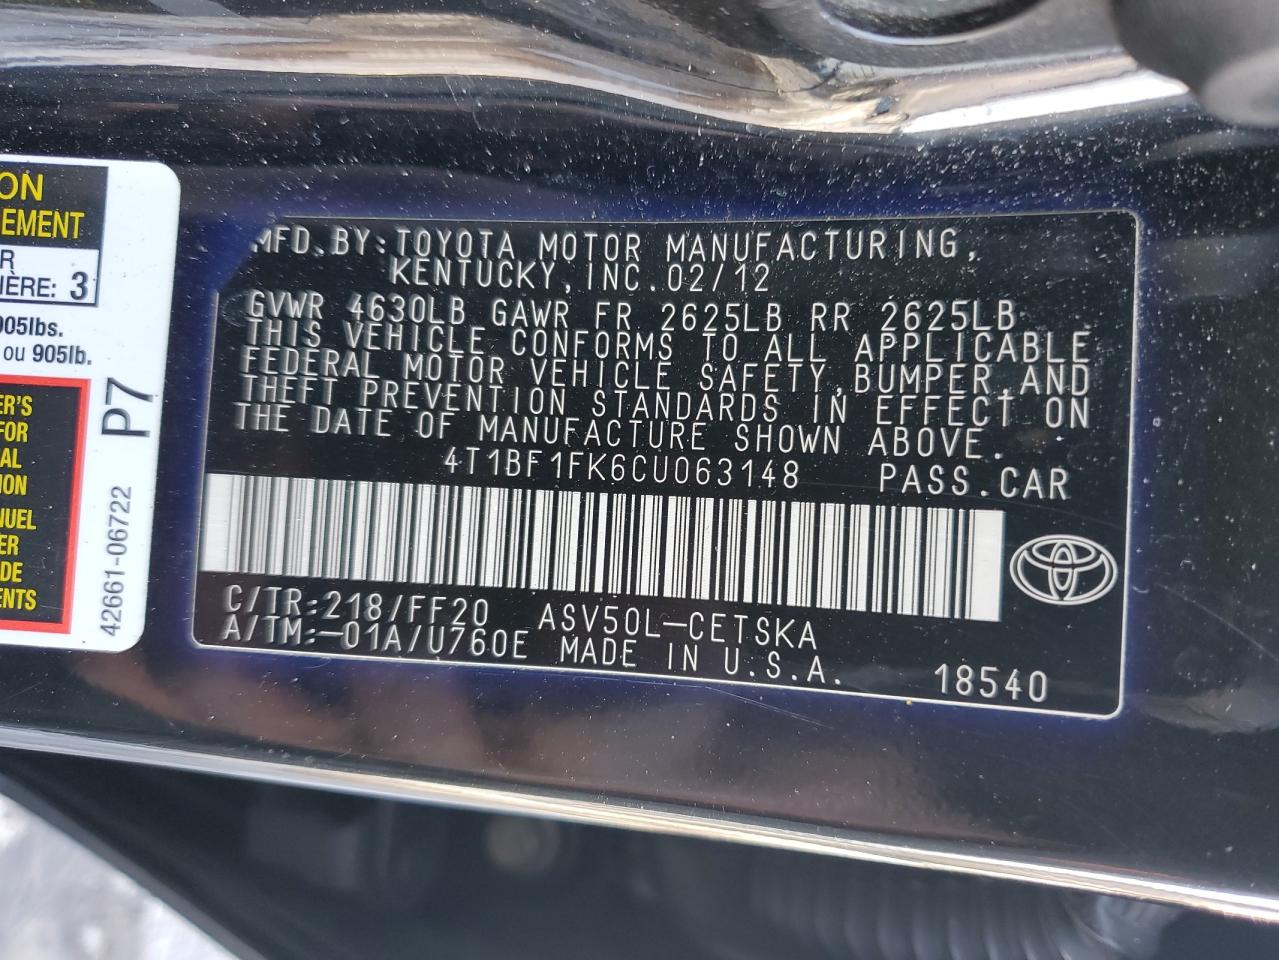 ON
EMENT
R
IÈRE: 3
905lbs.
ou 905lb.
ER'S
FOR
AL
ION
NUEL
ER
DE
ENTS
P7
42661-06722
MFD.BY:TOYOTA MOTOR MANUFACTURING,
KENTUCKY,INC.02/12
GVWR 4630LB GAWR FR 2625LB RR 2625LB
THIS VEHICLE CONFORMS TO ALL APPLICABLE
FEDERAL MOTOR VEHICLE SAFETY,BUMPER,AND
THEFT PREVENTION STANDARDS IN EFFECT ON
THE DATE OF MANUFACTURE SHOWN ABOVE.
4T1BF1FK6CU063148 PASS.CAR
C/TR:218/FF20 ASV50L-CETSKA
A/TM:-01A/U760E MADE IN U.S.A. 18540